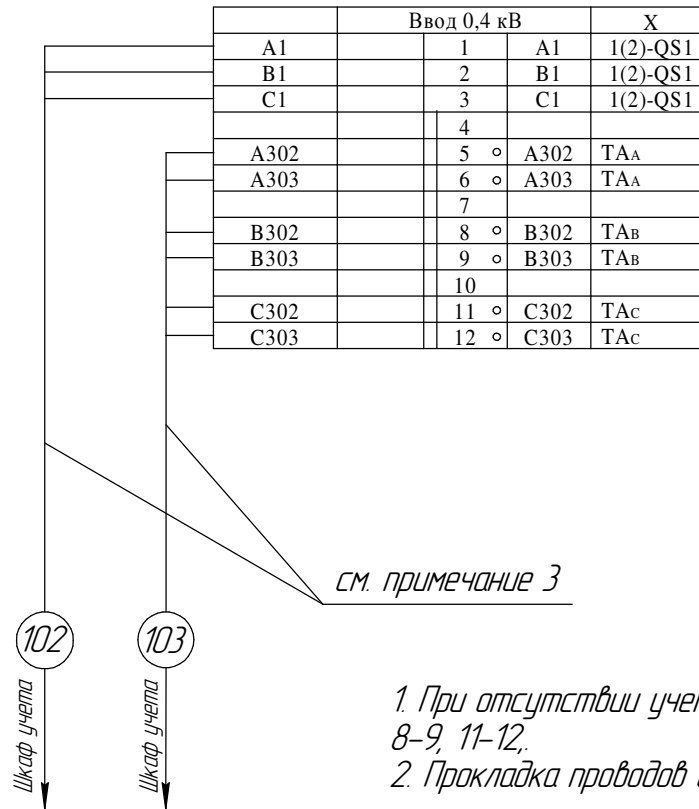 Ввод 0,4 кВ X
A1 1 A1 1(2)-QS1
B1 2 B1 1(2)-QS1
C1 3 C1 1(2)-QS1
4
A302 5 A302 TAA
A303 6 A303 TAA
7
B302 8 B302 TAB
B303 9 B303 TAB
10
C302 11 C302 TAC
C303 12 C303 TAC
см. примечание 3
102 103
Шкаф учета
Шкаф учета
1. При отсутствии
8-9, 11-12,.
2. Прокладка проводов